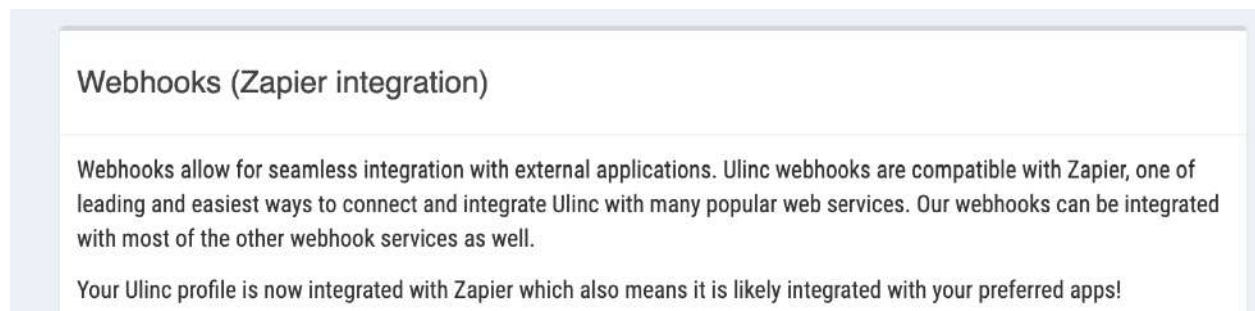 Webhooks (Zapier integration)
Webhooks allow for seamless integration with external applications. Ulinc webhooks are compatible with Zapier, one of
leading and easiest ways to connect and integrate Ulinc with many popular web services. Our webhooks can be integrated
with most of the other webhook services as well.
Your Ulinc profile is now integrated with Zapier which also means it is likely integrated with your preferred apps!